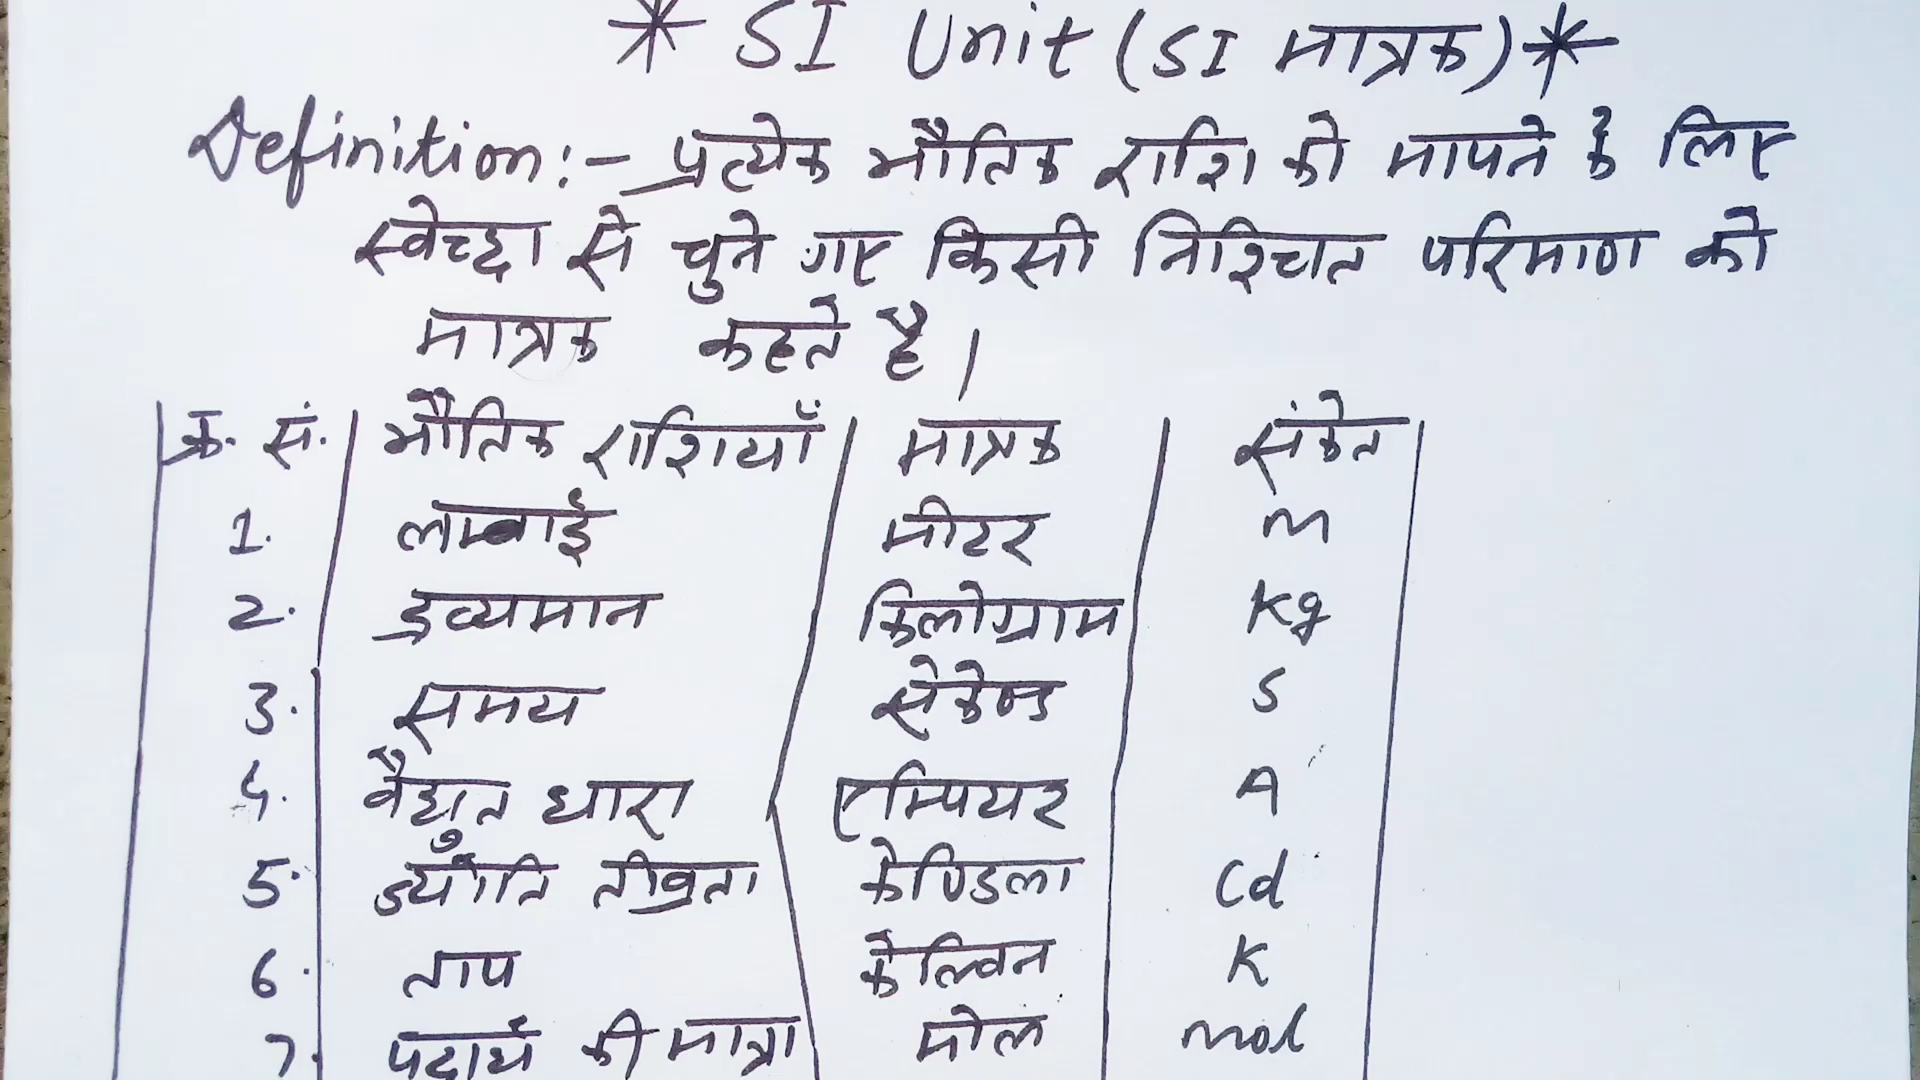 * SI Unit (SI मात्रक) *
Definition:- प्रत्येक भौतिक राशि को मापने के लिए
स्वेच्छा से चुने गए किसी निश्चित परिमाण को
मात्रक कहते है।
क्र. सं. भौतिक राशियाँ मात्रक संकेत
1. लम्बाई मीटर m
2. द्रव्यमान किलोग्राम Kg
3. समय सेकेण्ड S
4. वैद्युत धारा एम्पियर A
5. ज्योति तीव्रता केण्डिला Cd
6. ताप केल्विन K
7. पदार्थ की मात्रा मोल mol